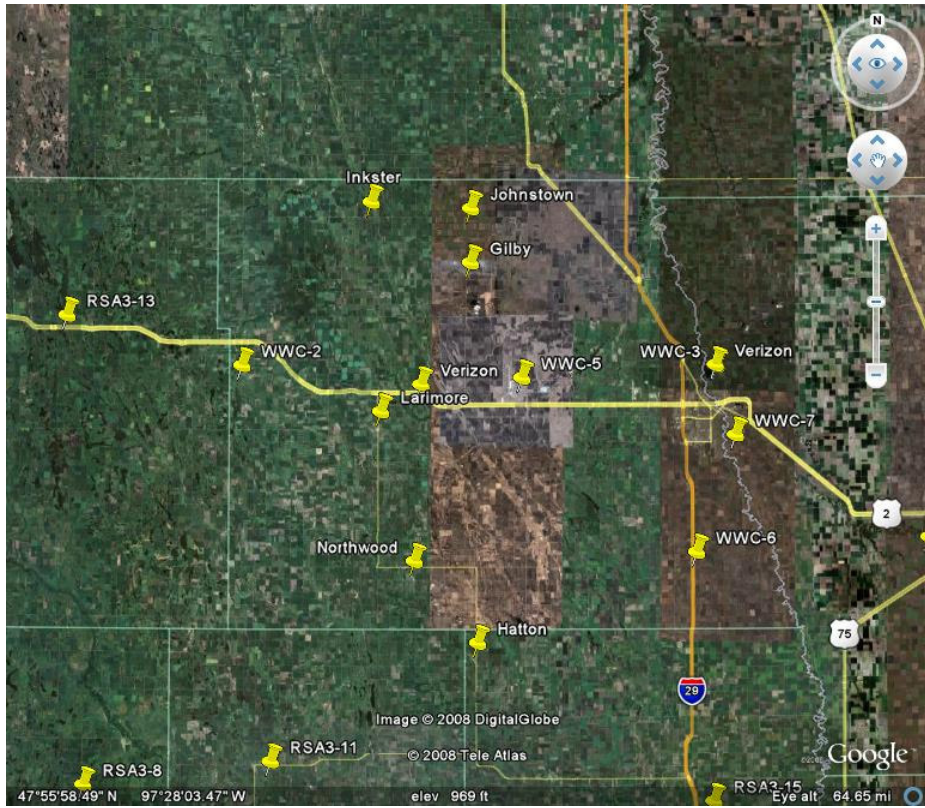 N
Inkster
Johnstown
Gilby
RSA3-13
WWC-2
Verizon
WWC-5
WWC-3
Verizon
Larimore
WWC-7
2
Northwood
WWC-6
Hatton
75
29
Image © 2008 DigitalGlobe
© 2008 Tele Atlas
RSA3-11
Google
RSA3-8
RSA3-15
47°55'58.49" N 97°28'03.47" W elev 969 ft Eye alt 64.65 mi